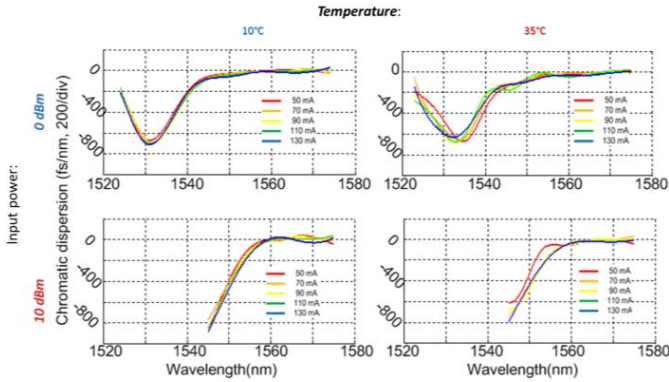 Temperature:
10°C
35°C
Input power:
0 dBm
10 dBm
Chromatic dispersion (fs/nm, 200/div)
0
-400
-800
50 mA
70 mA
90 mA
110 mA
130 mA
1520
1540
1560
1580
0
-400
-800
50 mA
70 mA
90 mA
110 mA
130 mA
1520
1540
1560
1580
0
-400
-800
50 mA
70 mA
90 mA
110 mA
130 mA
1520
1540
1560
1580
Wavelength(nm)
0
-400
-800
50 mA
70 mA
90 mA
110 mA
130 mA
1520
1540
1560
1580
Wavelength(nm)